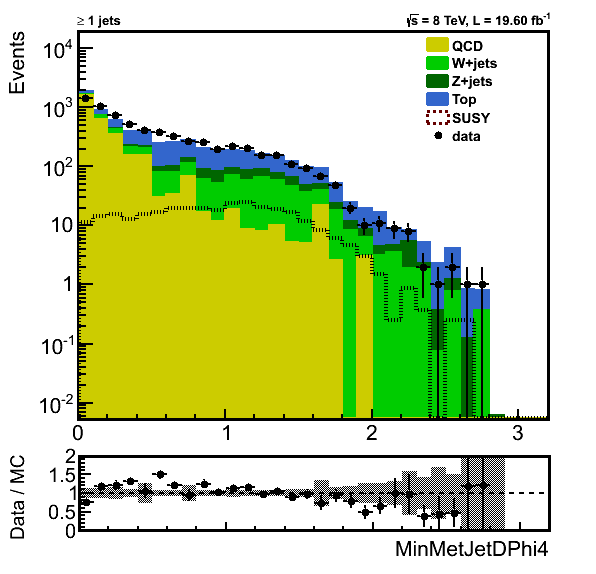 ≥ 1 jets
√s = 8 TeV, L = 19.60 fb⁻¹
Events
10⁴
10³
10²
10
1
10⁻¹
10⁻²
QCD
W+jets
Z+jets
Top
SUSY
data
0 1 2 3
Data / MC
2
1.5
1
0.5
0
MinMetJetDPhi4